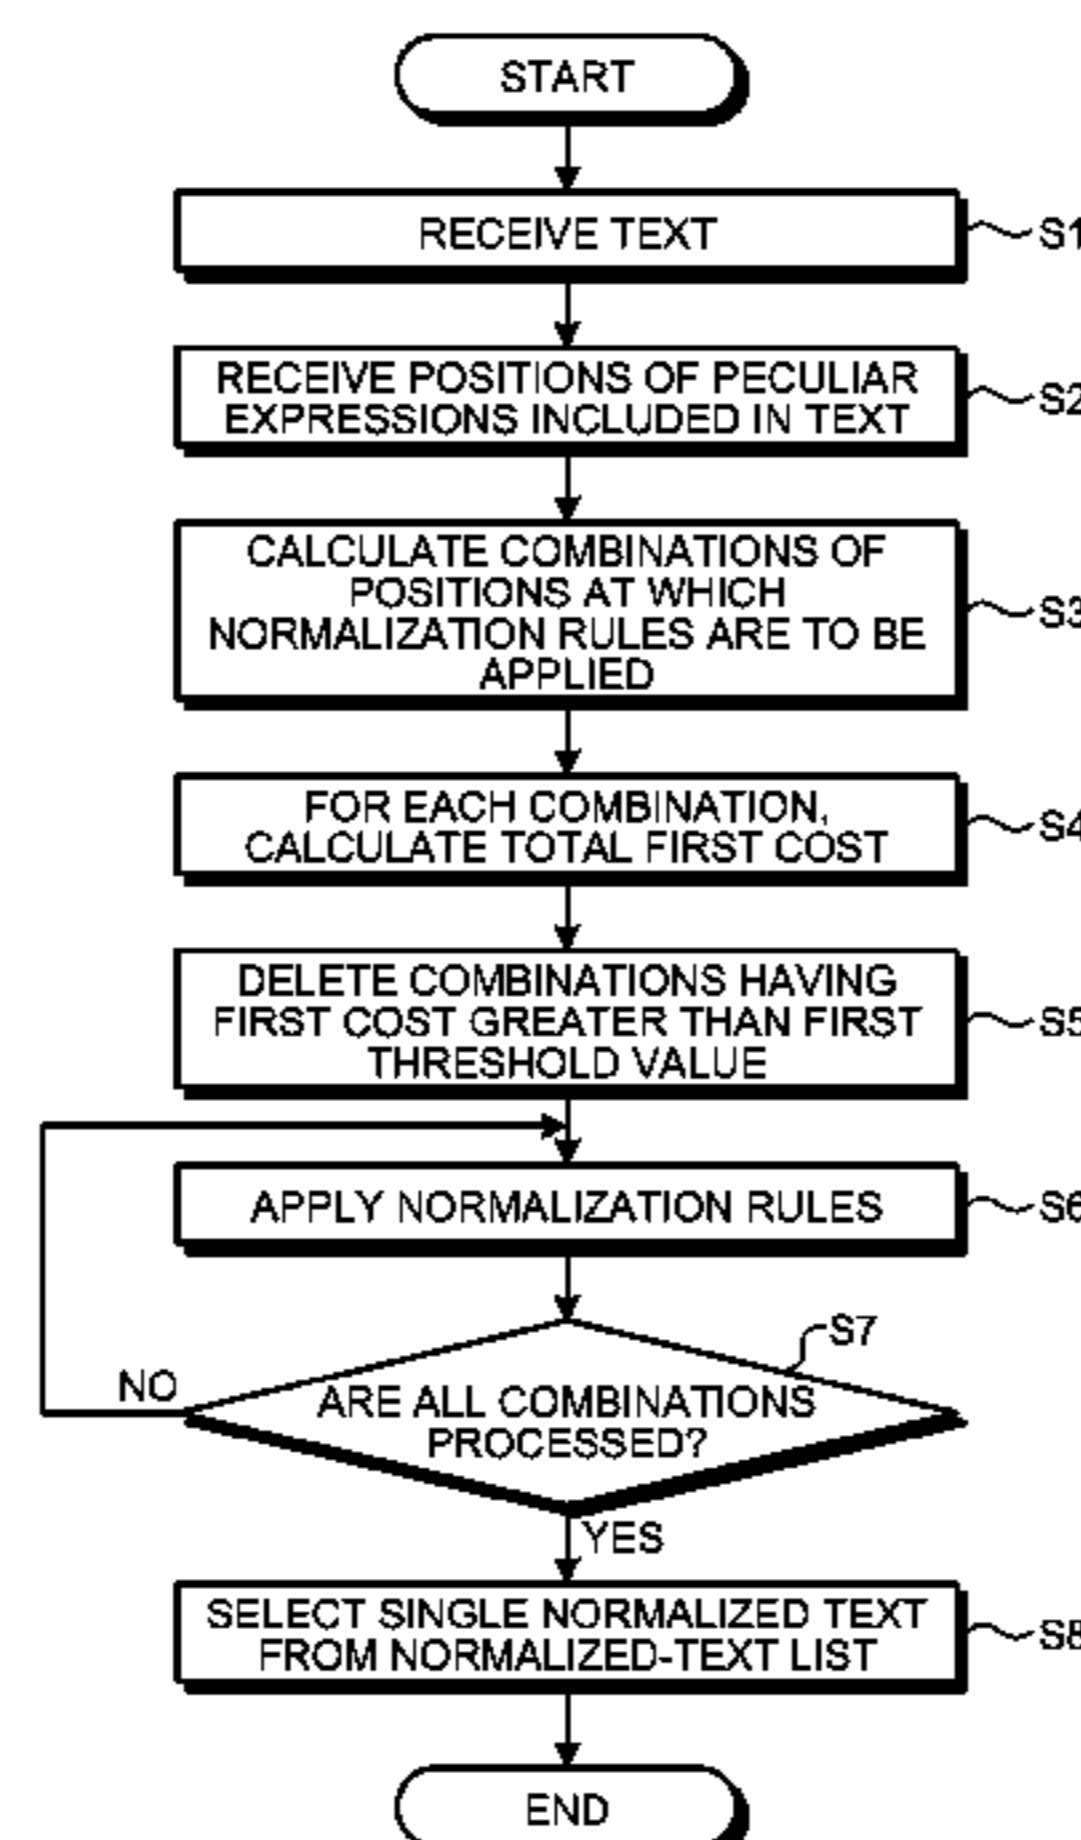 START
RECEIVE TEXT
S1
RECEIVE POSITIONS OF PECULIAR
EXPRESSIONS INCLUDED IN TEXT
S2
CALCULATE COMBINATIONS OF
POSITIONS AT WHICH
NORMALIZATION RULES ARE TO BE
APPLIED
S3
FOR EACH COMBINATION,
CALCULATE TOTAL FIRST COST
S4
DELETE COMBINATIONS HAVING
FIRST COST GREATER THAN FIRST
THRESHOLD VALUE
S5
APPLY NORMALIZATION RULES
S6
S7
NO
ARE ALL COMBINATIONS
PROCESSED?
YES
SELECT SINGLE NORMALIZED TEXT
FROM NORMALIZED-TEXT LIST
S8
END